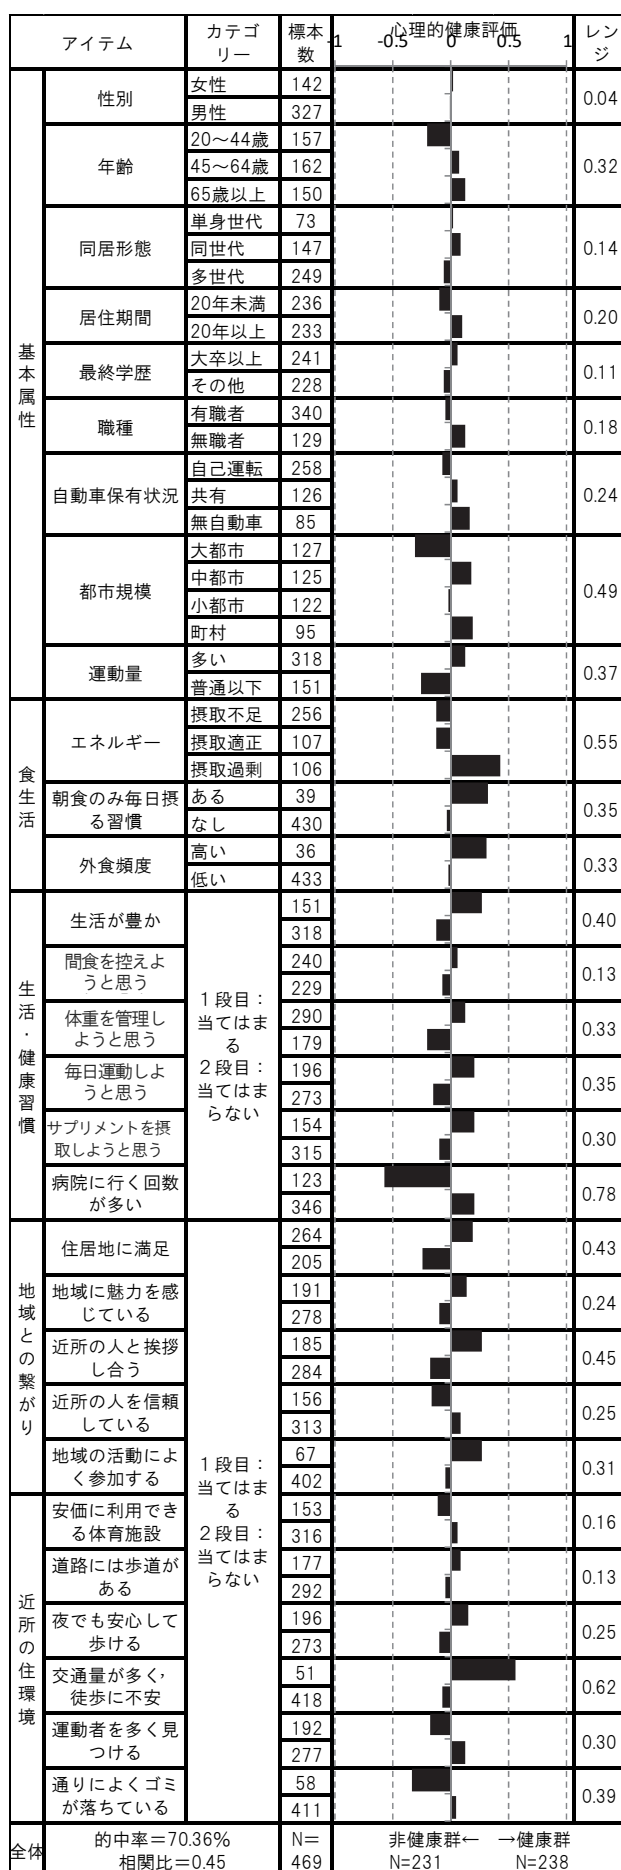 アイテム カテゴリー 標本数 心理的健康評価 レンジ
-1 -0.5 0 0.5 1
基本属性
性別 女性 142 0.04
男性 327
年齢 20～44歳 157 0.32
45～64歳 162
65歳以上 150
同居形態 単身世代 73 0.14
同世代 147
多世代 249
居住期間 20年未満 236 0.20
20年以上 233
最終学歴 大卒以上 241 0.11
その他 228
職種 有職者 340 0.18
無職者 129
自動車保有状況 自己運転 258 0.24
共有 126
無自動車 85
都市規模 大都市 127 0.49
中都市 125
小都市 122
町村 95
運動量 多い 318 0.37
普通以下 151
食生活
エネルギー 摂取不足 256 0.55
摂取適正 107
摂取過剰 106
朝食のみ毎日摂る習慣 ある 39 0.35
なし 430
外食頻度 高い 36 0.33
低い 433
生活・健康習慣
1段目：
当てはま
る
2段目：
当てはま
らない
生活が豊か 151 0.40
318
間食を控えよ 240 0.13
うと思う 229
体重を管理し 290 0.33
ようと思う 179
毎日運動しよ 196 0.35
うと思う 273
サプリメントを摂 154 0.30
取しようと思う 315
病院に行く回数 123 0.78
が多い 346
地域との繋がり
1段目：
当てはま
る
2段目：
当てはま
らない
住居地に満足 264 0.43
205
地域に魅力を感 191 0.24
じている 278
近所の人と挨拶 185 0.45
し合う 284
近所の人を信頼 156 0.25
している 313
地域の活動によ 67 0.31
く参加する 402
近所の住環境
安価に利用でき 153 0.16
る体育施設 316
道路には歩道が 177 0.13
ある 292
夜でも安心して 196 0.25
歩ける 273
交通量が多く， 51 0.62
徒歩に不安 418
運動者を多く見 192 0.30
つける 277
通りによくゴミ 58 0.39
が落ちている 411
全体 的中率＝70.36% N＝ 非健康群← →健康群
相関比＝0.45 469 N=231 N=238